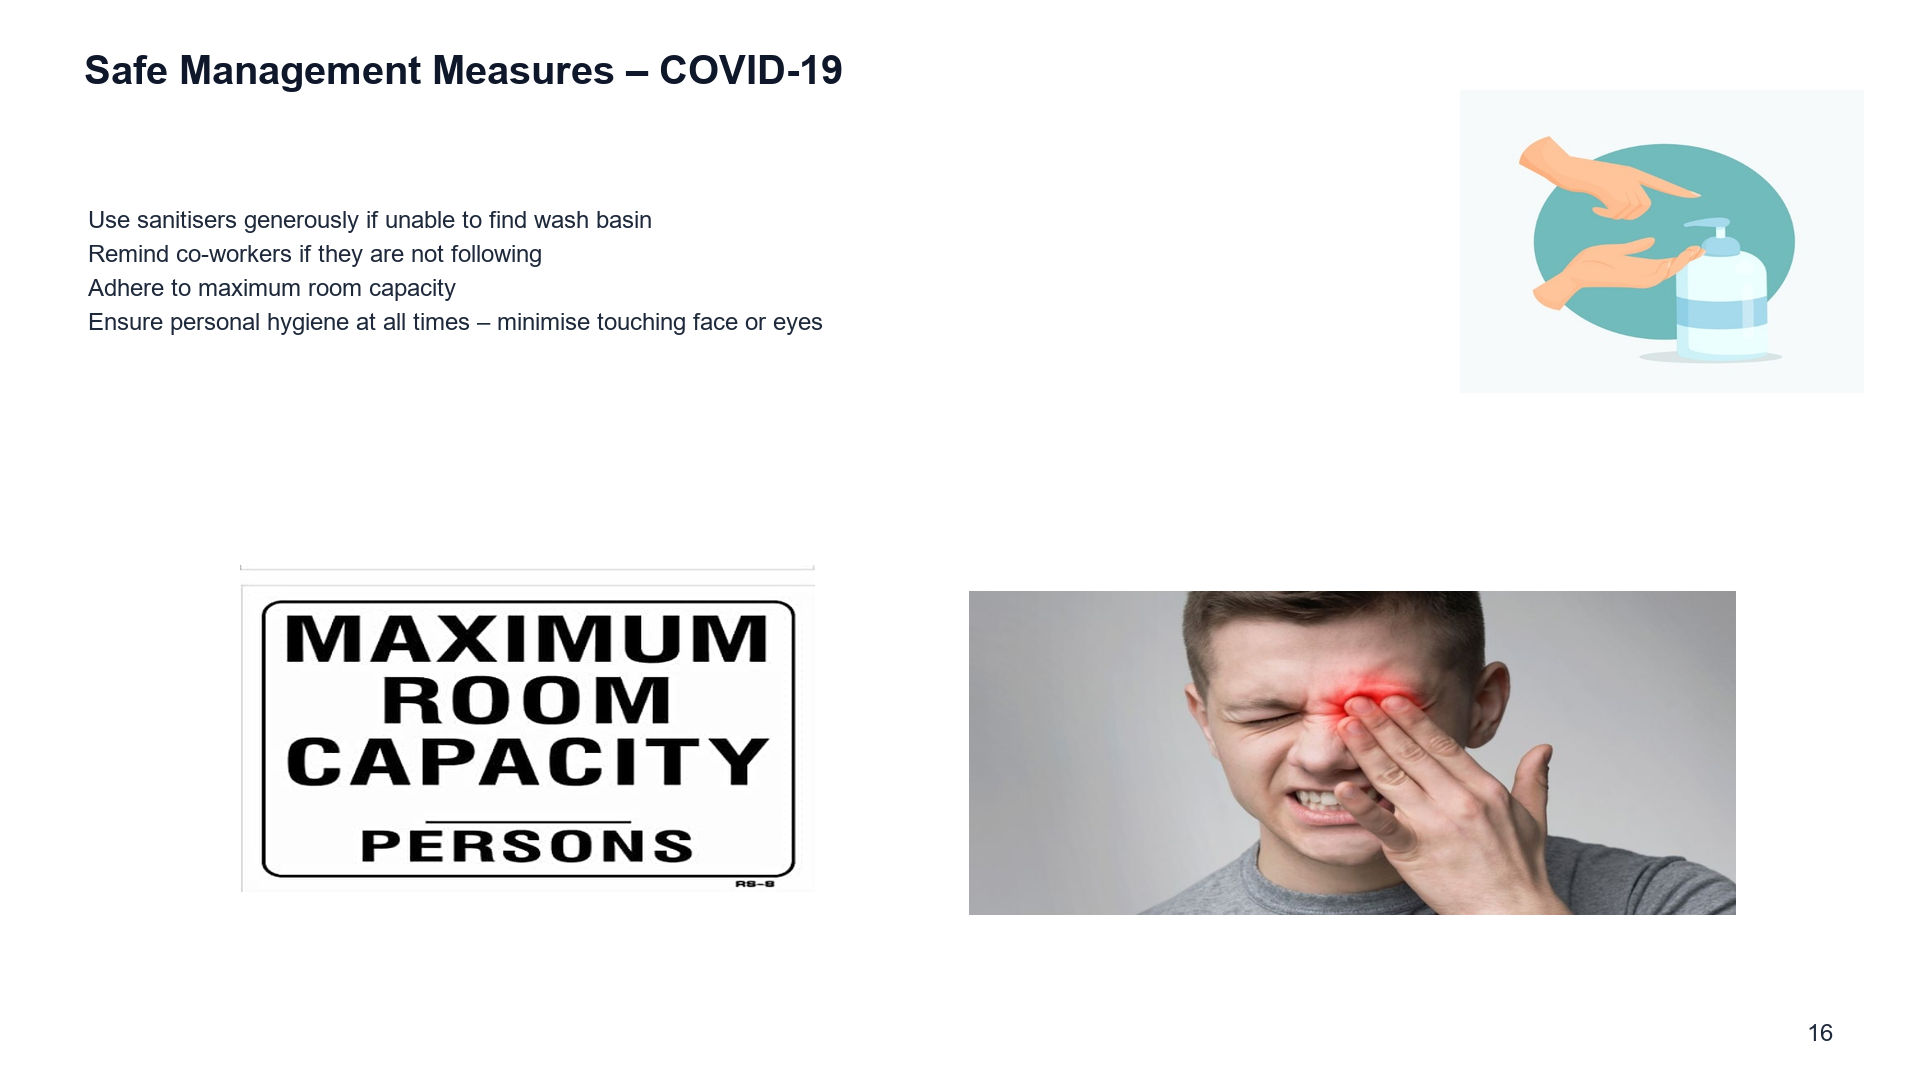 Safe Management Measures – COVID-19
Use sanitisers generously if unable to find wash basin
Remind co-workers if they are not following
Adhere to maximum room capacity
Ensure personal hygiene at all times – minimise touching face or eyes
MAXIMUM
ROOM
CAPACITY
PERSONS
RS-8
16